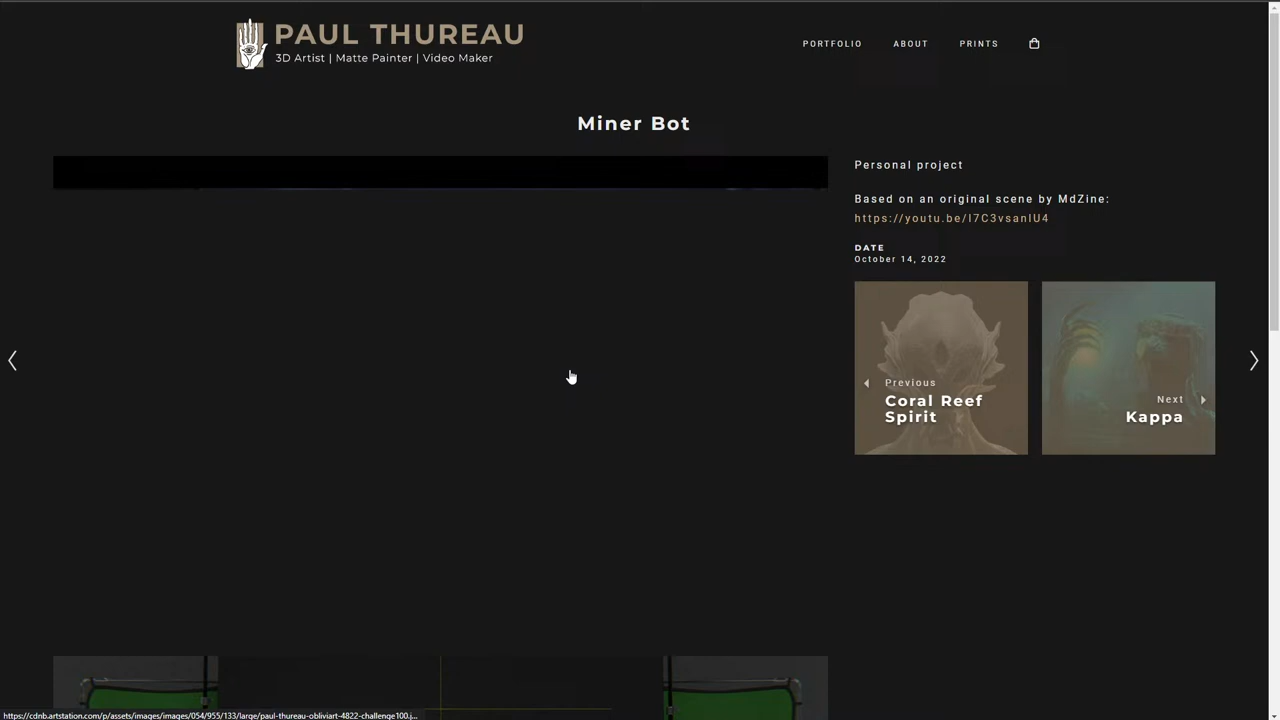 PAUL THUREAU
3D Artist | Matte Painter | Video Maker
PORTFOLIO
ABOUT
PRINTS
Miner Bot
Personal project
Based on an original scene by MdZine:
https://youtu.be/I7C3vsanIU4
DATE
October 14, 2022
Previous
Coral Reef
Spirit
Next
Kappa
https://cdnb.artstation.com/p/assets/images/images/054/955/133/large/paul-thureau-obliviart-4822-challenge100.j...